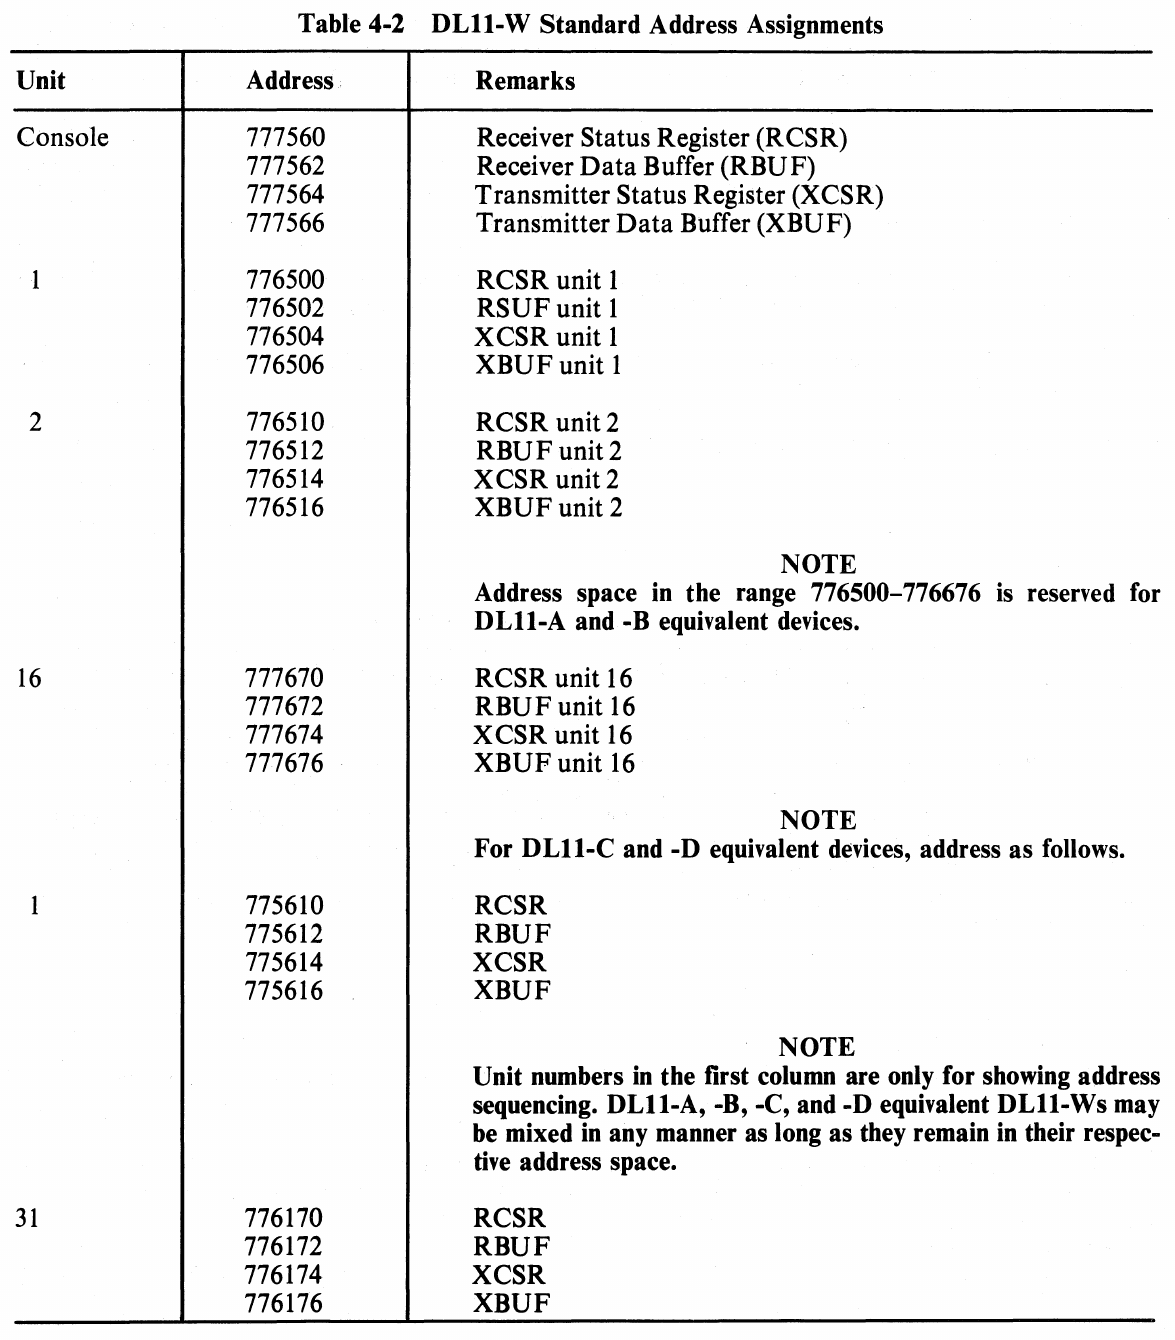 Table 4-2 DL11-W Standard Address Assignments
Unit Address Remarks
Console 777560 Receiver Status Register (RCSR)
777562 Receiver Data Buffer (RBUF)
777564 Transmitter Status Register (XCSR)
777566 Transmitter Data Buffer (XBUF)
1 776500 RCSR unit 1
776502 RSUF unit 1
776504 XCSR unit 1
776506 XBUF unit 1
2 776510 RCSR unit 2
776512 RBUF unit 2
776514 XCSR unit 2
776516 XBUF unit 2
NOTE
Address space in the range 776500–776676 is reserved for
DL11-A and -B equivalent devices.
16 777670 RCSR unit 16
777672 RBUF unit 16
777674 XCSR unit 16
777676 XBUF unit 16
NOTE
For DL11-C and -D equivalent devices, address as follows.
1 775610 RCSR
775612 RBUF
775614 XCSR
775616 XBUF
NOTE
Unit numbers in the first column are only for showing address
sequencing. DL11-A, -B, -C, and -D equivalent DL11-Ws may
be mixed in any manner as long as they remain in their respec-
tive address space.
31 776170 RCSR
776172 RBUF
776174 XCSR
776176 XBUF